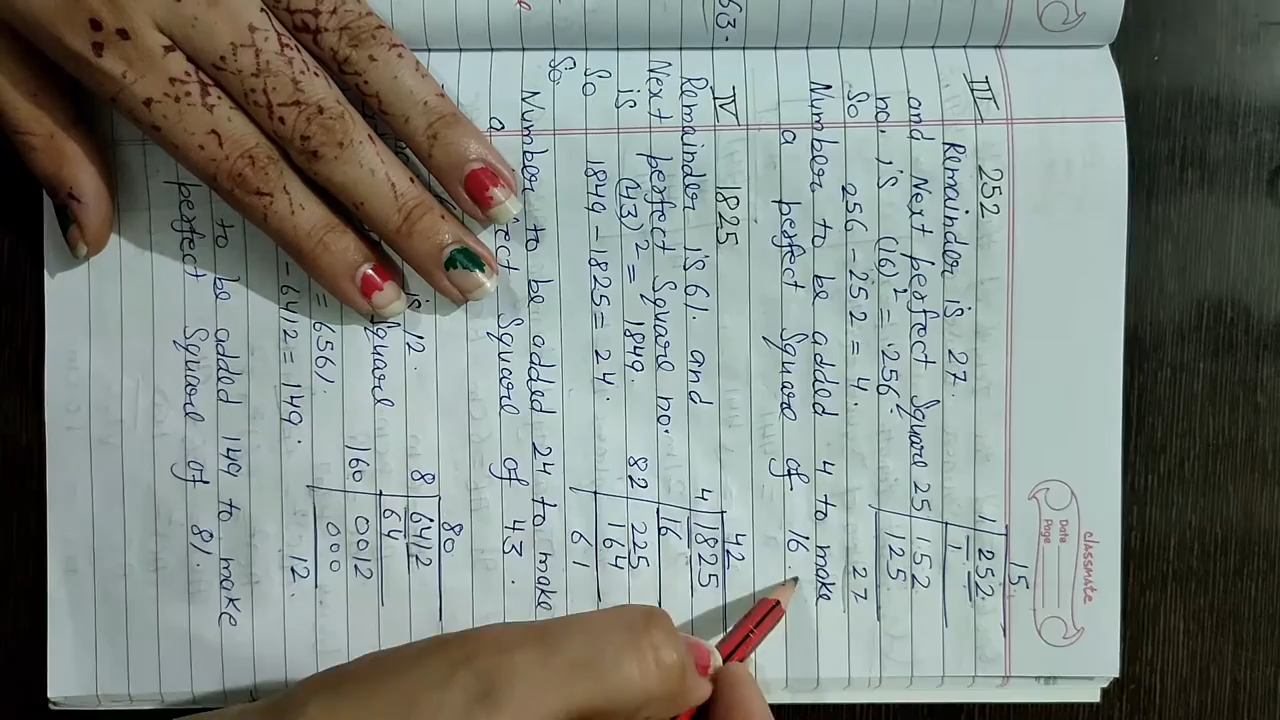 63.
classmate
Date
Page
III 252
Remainder is 27.
and Next perfect Square
no. is (16)² = 256.
So 256 - 252 = 4.
Number to be added 4 to make
a perfect Square of 16.
15
1 252.
1
25 152
125
27
IV 1825
Remainder is 61. and
Next perfect Square no.
is (43)² = 1849.
So 1849 - 1825 = 24.
So.
Number to be added 24 to make
a Square of 43.
42
4 1825
16
82 225
164
61
is 12.
Square
= 6561.
- 6412 = 149.
to be added 149 to make
perfect Square of 81.
80
8 6412
64
160 0012
000
12.